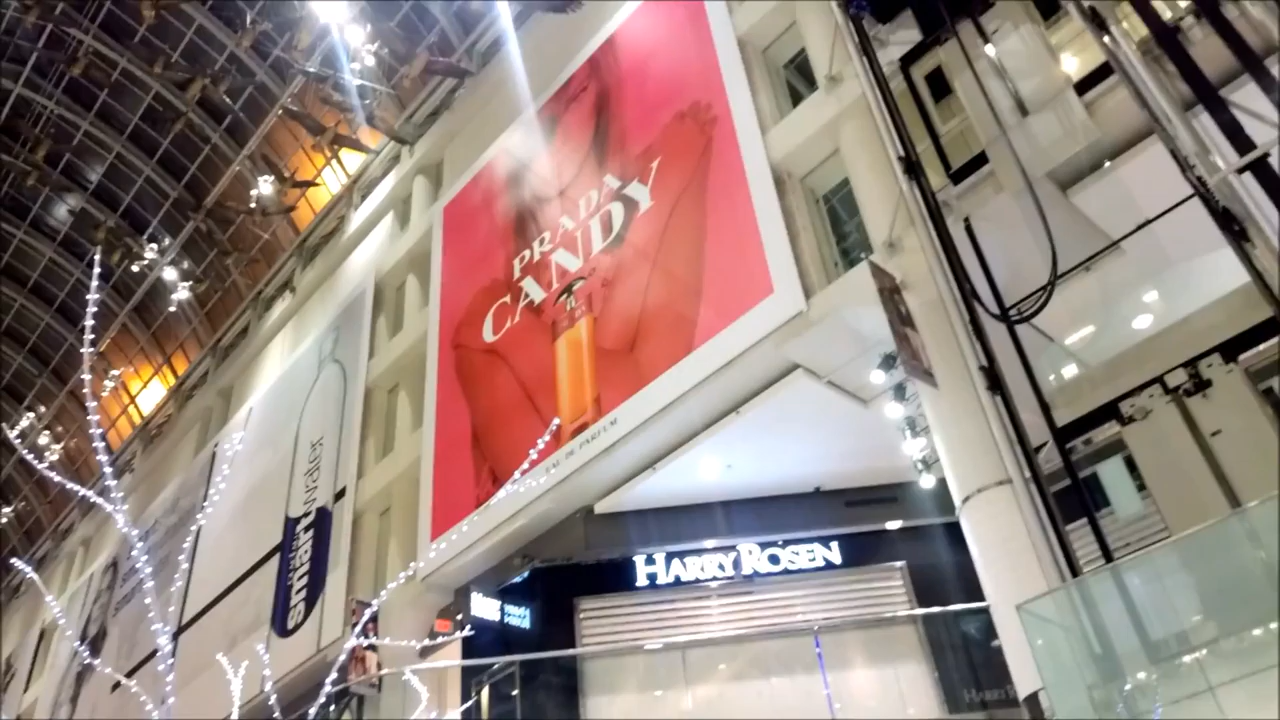 PRADA
CANDY
EAU DE PARFUM
smartwater
HARRY ROSEN